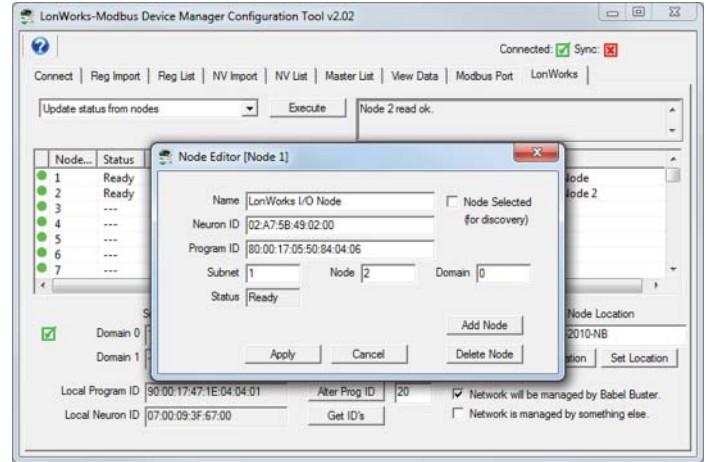 LonWorks-Modbus Device Manager Configuration Tool v2.02
Connected: Sync:
Connect Reg Import Reg List NV Import NV List Master List View Data Modbus Port LonWorks
Update status from nodes Execute Node 2 read ok.
Node... Status
1 Ready Node
2 Ready Node 2
3 ---
4 ---
5 ---
6 ---
7 ---
Node Editor [Node 1]
Name LonWorks I/O Node Node Selected
(for discovery)
Neuron ID 02:A7:5B:49:02:00
Program ID 80:00:17:05:50:84:04:06
Subnet 1 Node 2 Domain 0
Status Ready
Add Node
Apply Cancel Delete Node
Node Location
Domain 0 2010-NB
Domain 1 Set Location
Local Program ID 90:00:17:47:1E:04:04:01 Alter Prog ID 20 Network will be managed by Babel Buster.
Local Neuron ID 07:00:09:3F:67:00 Get ID's Network is managed by something else.